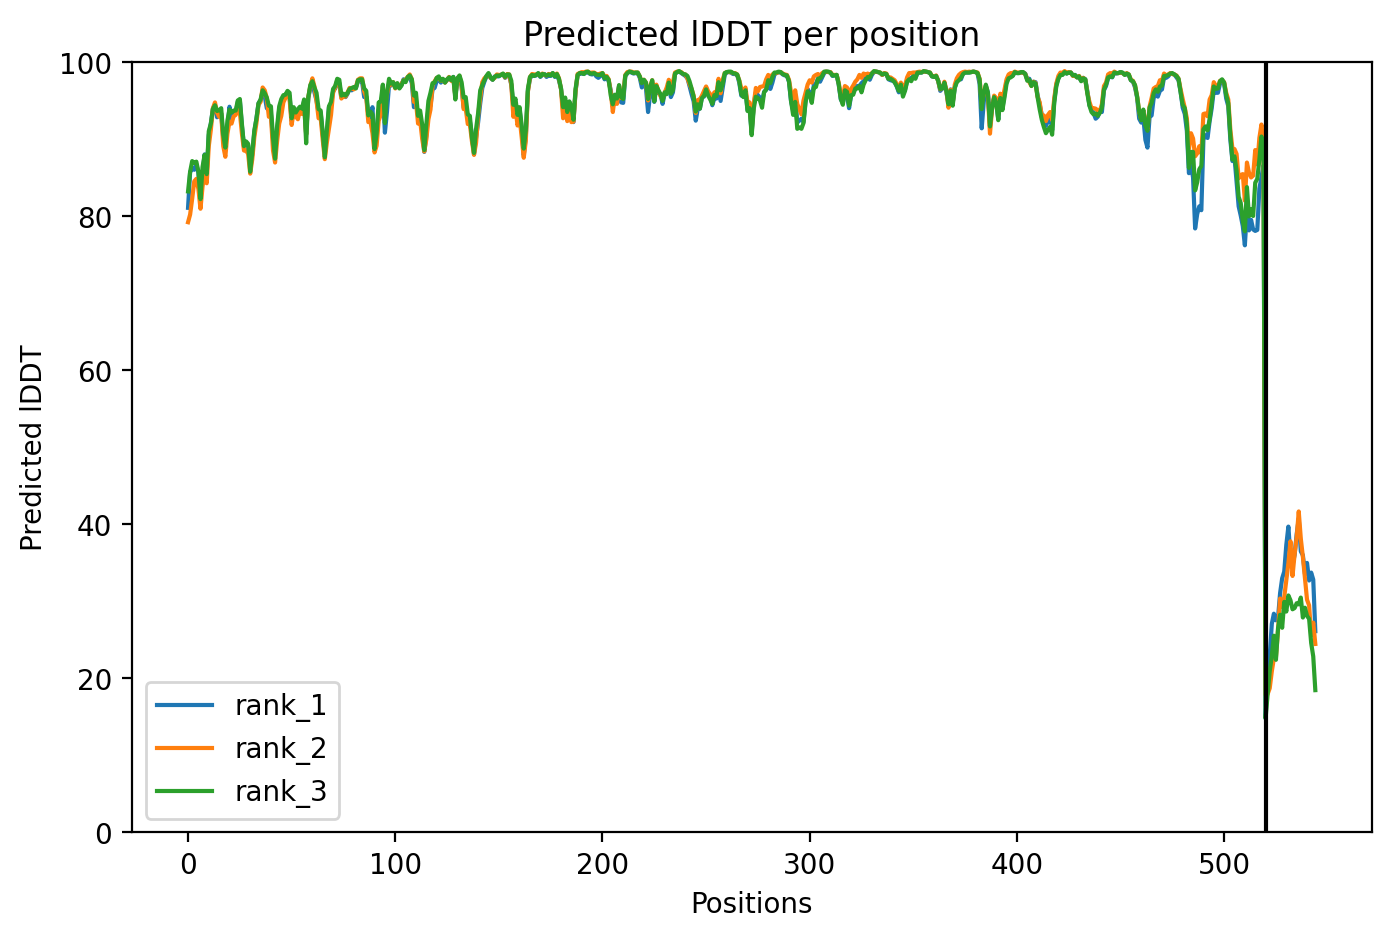 Predicted lDDT per position
100
80
60
40
20
0
Predicted lDDT
rank_1
rank_2
rank_3
0 100 200 300 400 500
Positions